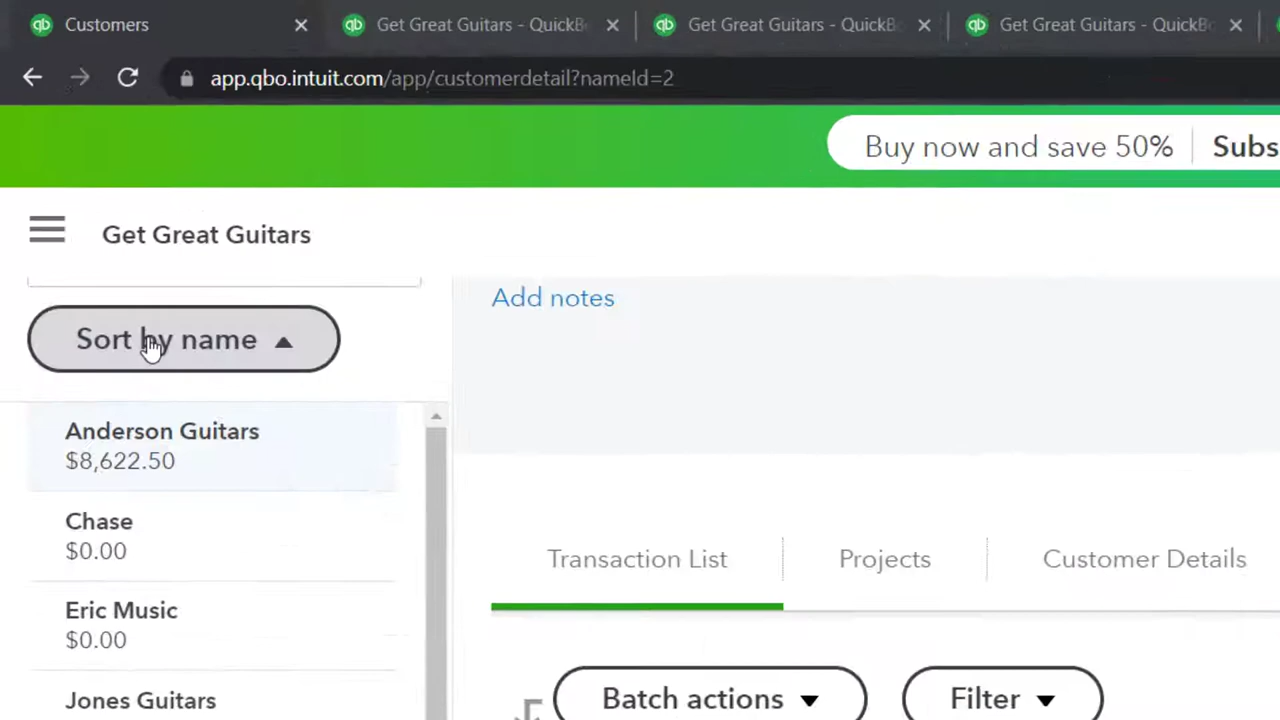 Customers
Get Great Guitars - QuickB
Get Great Guitars - QuickB
Get Great Guitars - QuickB
app.qbo.intuit.com/app/customerdetail?nameId=2
Buy now and save 50%
Subs
Get Great Guitars
Add notes
Sort by name
Anderson Guitars
$8,622.50
Chase
$0.00
Eric Music
$0.00
Jones Guitars
Transaction List
Projects
Customer Details
Batch actions
Filter